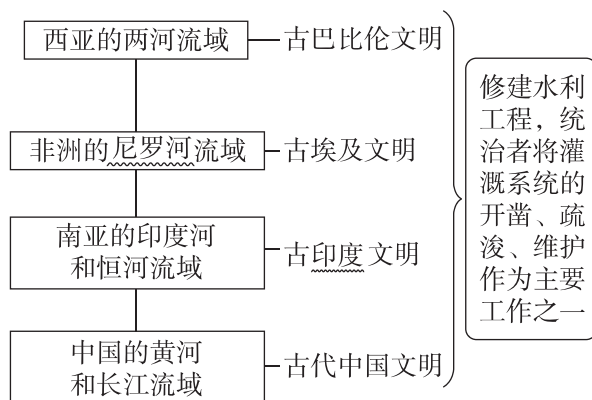 西亚的两河流域
古巴比伦文明
非洲的尼罗河流域
古埃及文明
南亚的印度河
和恒河流域
古印度文明
中国的黄河
和长江流域
古代中国文明
修建水利
工程，统
治者将灌
溉系统的
开凿、疏
浚、维护
作为主要
工作之一